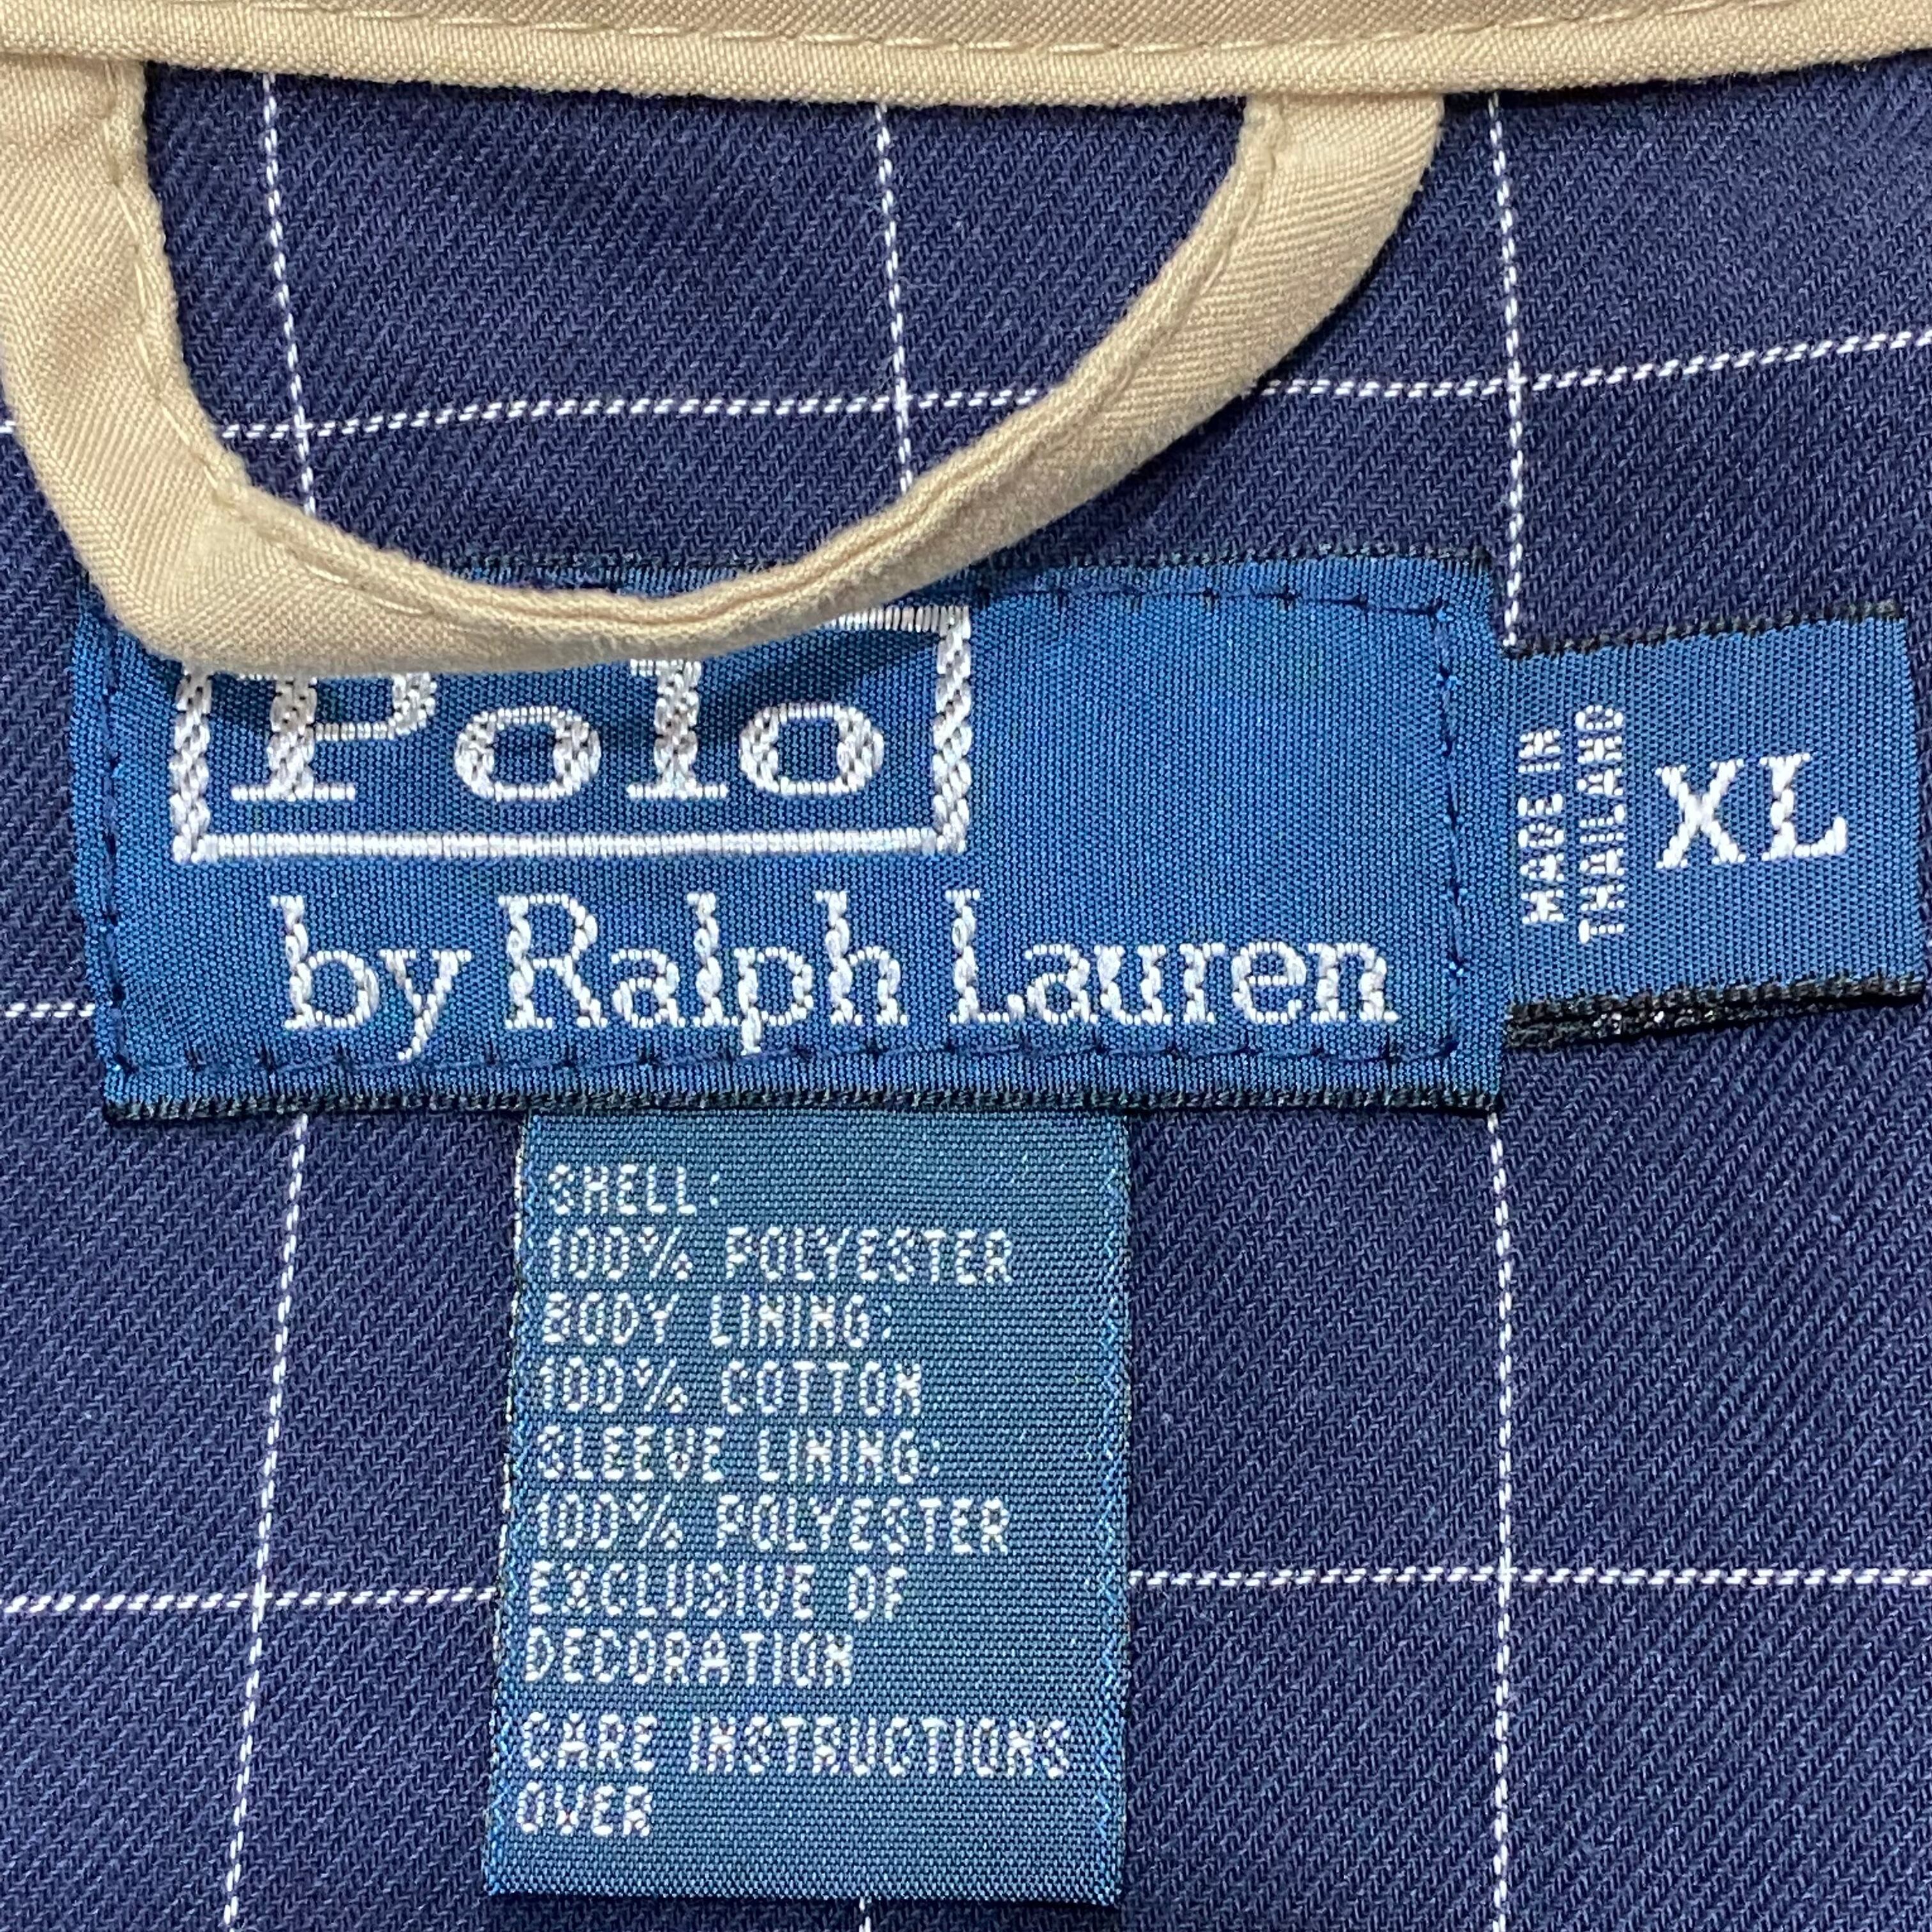 Polo
by Ralph Lauren
MADE IN
THAILAND
XL
SHELL:
100% POLYESTER
BODY LINING:
100% COTTON
SLEEVE LINING:
100% POLYESTER
EXCLUSIVE OF
DECORATION
CARE INSTRUCTIONS
OVER